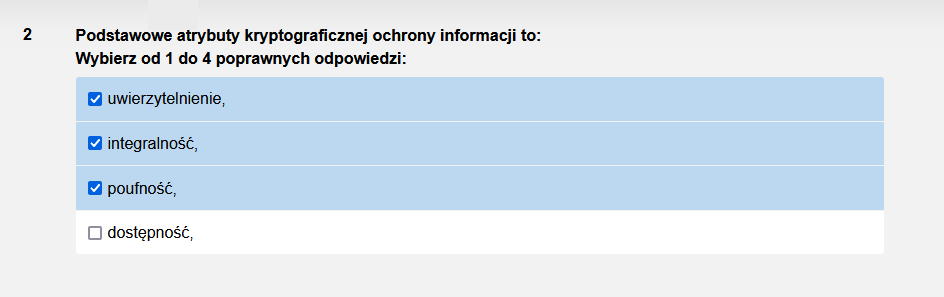 2 Podstawowe atrybuty kryptograficznej ochrony informacji to:
Wybierz od 1 do 4 poprawnych odpowiedzi:
uwierzytelnienie,
integralność,
poufność,
dostępność,